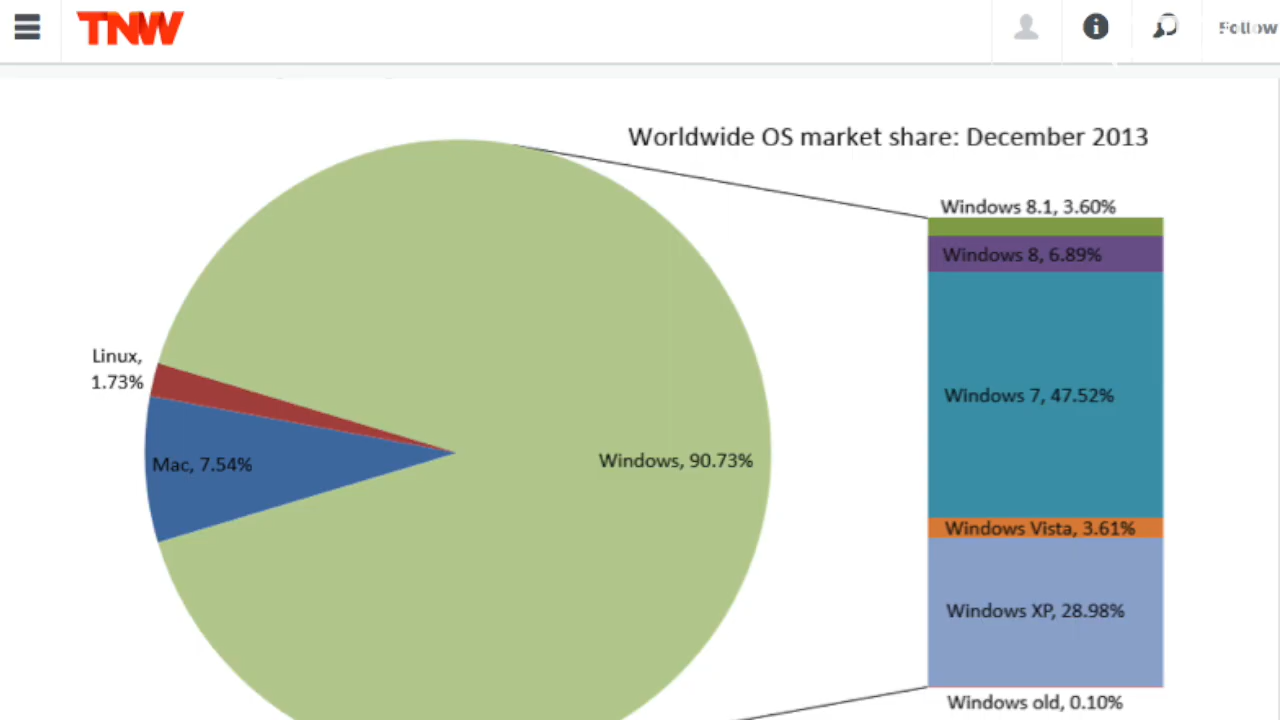 TNW
Follow
Worldwide OS market share: December 2013
Windows 8.1, 3.60%
Windows 8, 6.89%
Linux,
1.73%
Windows 7, 47.52%
Mac, 7.54%
Windows, 90.73%
Windows Vista, 3.61%
Windows XP, 28.98%
Windows old, 0.10%